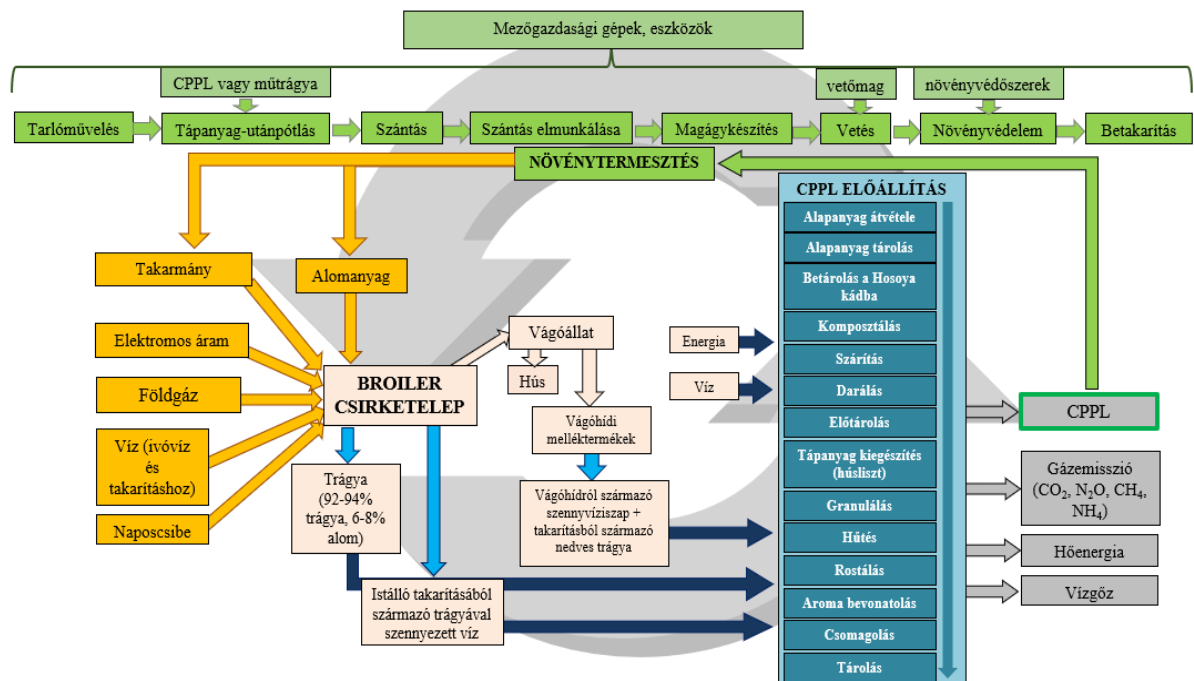 Mezőgazdasági gépek, eszközök
CPPL vagy műtrágya
vetőmag
növényvédőszerek
Tarlóművelés
Tápanyag-utánpótlás
Szántás
Szántás elmunkálása
Magágykészítés
Vetés
Növényvédelem
Betakarítás
NÖVÉNYTERMESZTÉS
Takarmány
Alomanyag
Elektromos áram
Földgáz
Víz (ivóvíz
és
takarításhoz)
Naposcsibe
BROILER
CSIRKETELEP
Vágóállat
Hús
Vágóhídi
melléktermékek
Trágya
(92-94%
trágya, 6-8%
alom)
Vágóhídról származó
szennyvíziszap +
takarításból származó
nedves trágya
Istálló takarításából
származó trágyával
szennyezett víz
Energia
Víz
CPPL ELŐÁLLÍTÁS
Alapanyag átvétele
Alapanyag tárolás
Betárolás a Hosoya
kádba
Komposztálás
Szárítás
Darálás
Előtárolás
Tápanyag kiegészítés
(húsliszt)
Granulálás
Hűtés
Rostálás
Aroma bevonatolás
Csomagolás
Tárolás
CPPL
Gázemisszió
(CO₂, N₂O, CH₄,
NH₄)
Hőenergia
Vízgőz